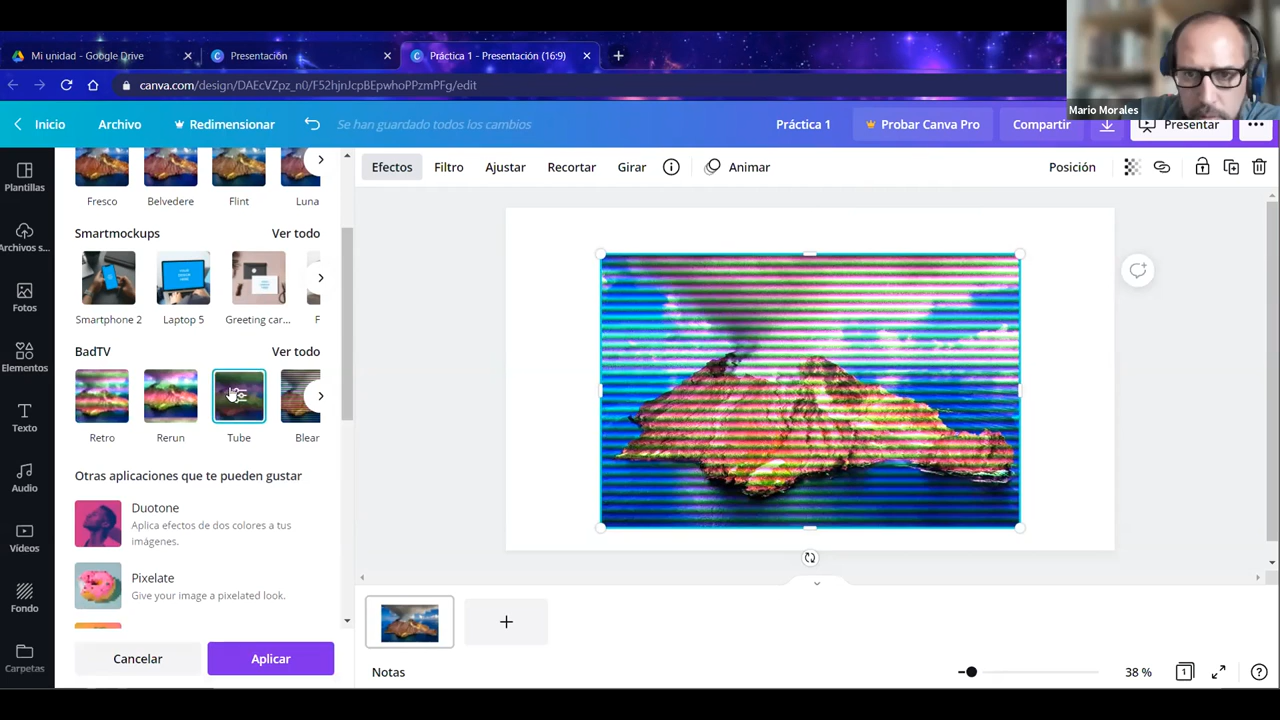 Mi unidad - Google Drive
Presentación
Práctica 1 - Presentación (16:9)
Mario Morales
canva.com/design/DAEcVZpz_n0/F52hjnJcpBEpwhoPPzmPFg/edit
Inicio
Archivo
Redimensionar
Se han guardado todos los cambios
Práctica 1
Probar Canva Pro
Compartir
Presentar
Plantillas
Archivos s...
Fotos
Elementos
Texto
Audio
Vídeos
Fondo
Carpetas
Efectos
Filtro
Ajustar
Recortar
Girar
Animar
Posición
Fresco
Belvedere
Flint
Luna
Smartmockups
Ver todo
Smartphone 2
Laptop 5
Greeting car...
F
BadTV
Ver todo
Retro
Rerun
Tube
Blear
Otras aplicaciones que te pueden gustar
Duotone
Aplica efectos de dos colores a tus
imágenes.
Pixelate
Give your image a pixelated look.
Cancelar
Aplicar
Notas
38 %
1